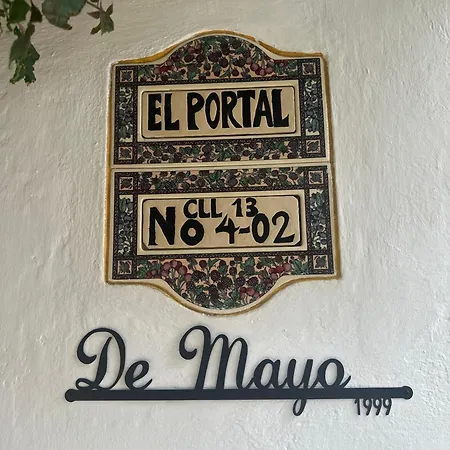 EL PORTAL
CLL 13
No 4-02
De Mayo
1999